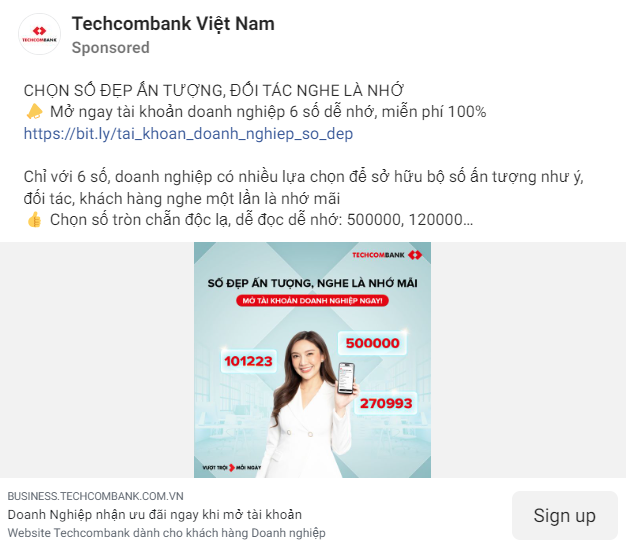 TECHCOMBANK
Techcombank Việt Nam
Sponsored
CHỌN SỐ ĐẸP ẤN TƯỢNG, ĐỐI TÁC NGHE LÀ NHỚ
Mở ngay tài khoản doanh nghiệp 6 số dễ nhớ, miễn phí 100%
https://bit.ly/tai_khoan_doanh_nghiep_so_dep
Chỉ với 6 số, doanh nghiệp có nhiều lựa chọn để sở hữu bộ số ấn tượng như ý,
đối tác, khách hàng nghe một lần là nhớ mãi
Chọn số tròn chẵn độc lạ, dễ đọc dễ nhớ: 500000, 120000...
TECHCOMBANK
SỐ ĐẸP ẤN TƯỢNG, NGHE LÀ NHỚ MÃI
MỞ TÀI KHOẢN DOANH NGHIỆP NGAY!
500000
101223
270993
VƯỢT TRỘI MỖI NGÀY
BUSINESS.TECHCOMBANK.COM.VN
Doanh Nghiệp nhận ưu đãi ngay khi mở tài khoản
Website Techcombank dành cho khách hàng Doanh nghiệp
Sign up